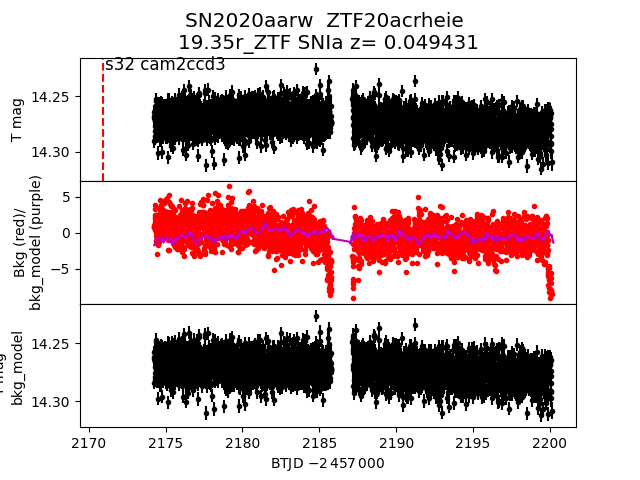 SN2020aarw  ZTF20acrheie
19.35r_ZTF SNIa z= 0.049431
s32 cam2ccd3
T mag
14.25
14.30
Bkg (red)/
bkg_model (purple)
5
0
−5
bkg_model
14.25
14.30
2170
2175
2180
2185
2190
2195
2200
BTJD −2 457 000